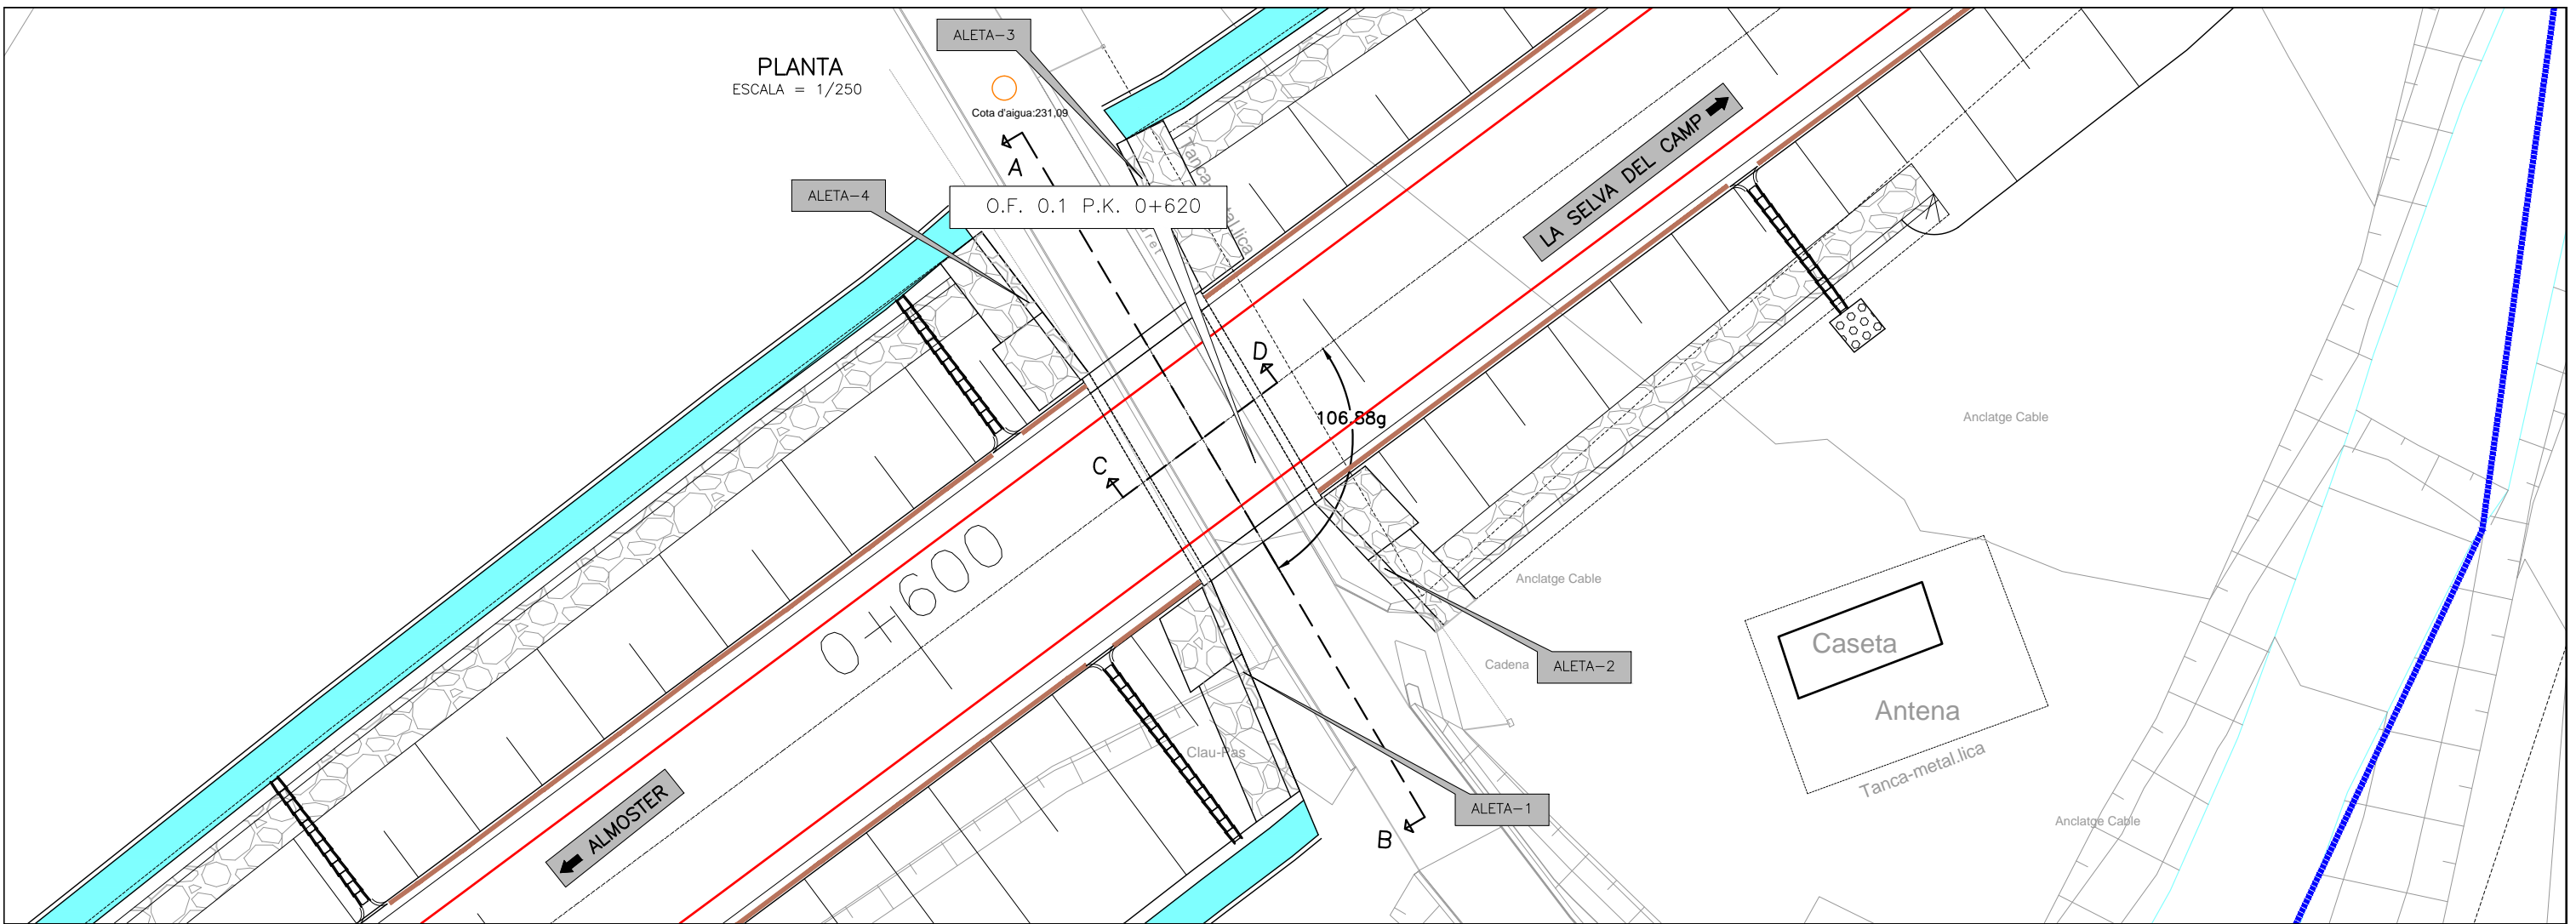 ALETA-3
PLANTA
ESCALA = 1/250
Cota d'aigua:231,09
A
ALETA-4
O.F. 0.1 P.K. 0+620
LA SELVA DEL CAMP
D
106.88g
C
Anclatge Cable
0+600
Anclatge Cable
Caseta
Cadena
ALETA-2
Antena
Clau-Pas
Tanca-metal.lica
ALMOSTER
ALETA-1
Anclatge Cable
B